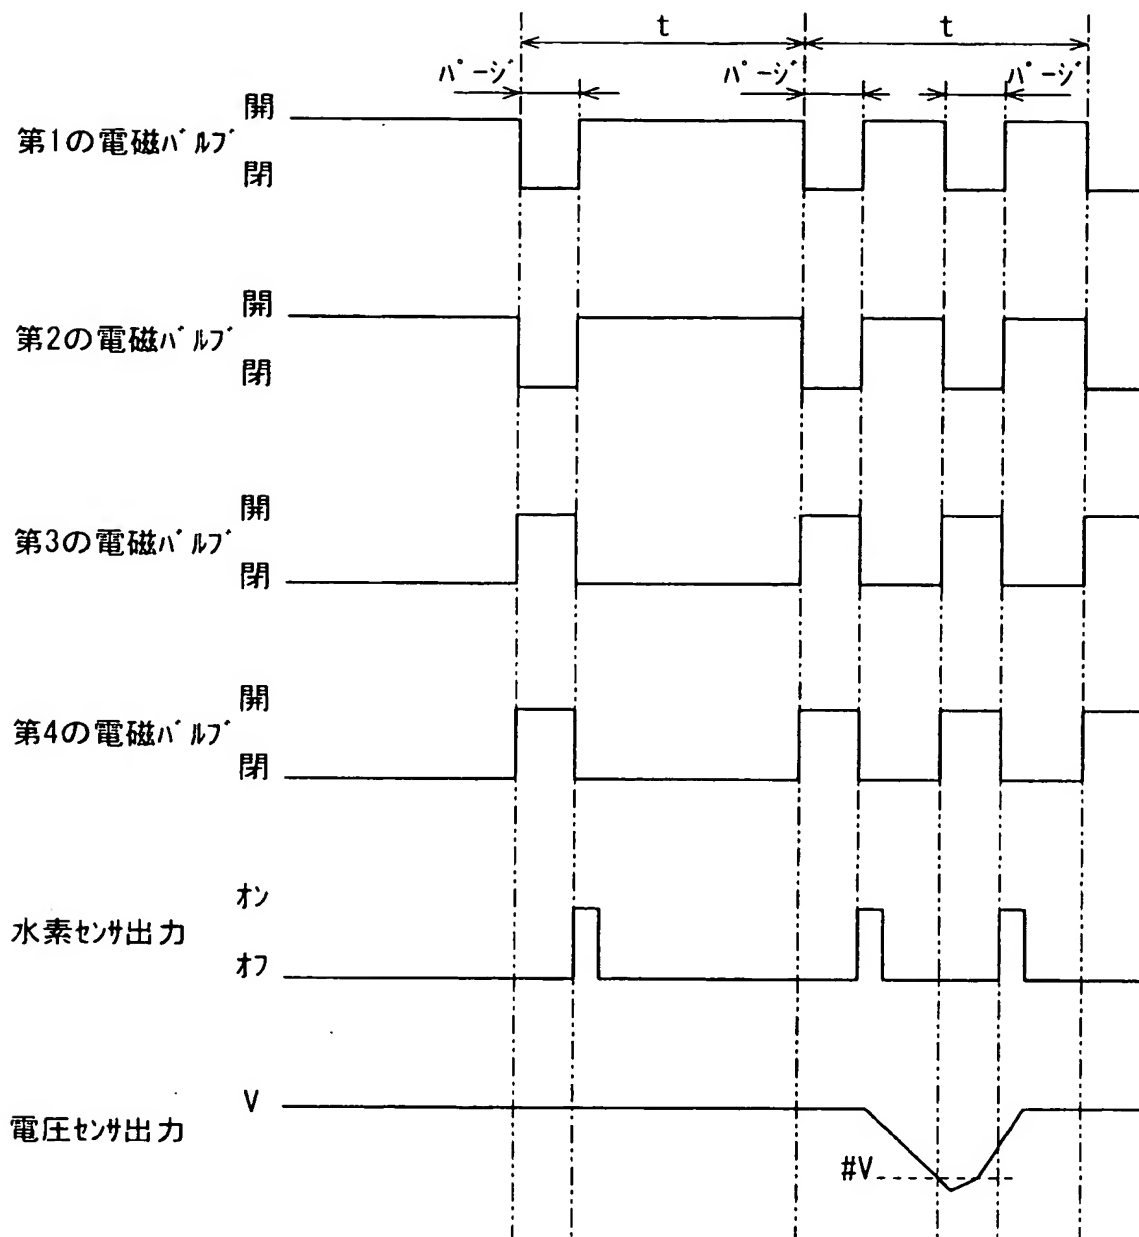 t t
パージ パージ パージ
開
第1の電磁バルブ
閉
開
第2の電磁バルブ
閉
開
第3の電磁バルブ
閉
開
第4の電磁バルブ
閉
オン
水素センサ出力
オフ
V
電圧センサ出力
#V